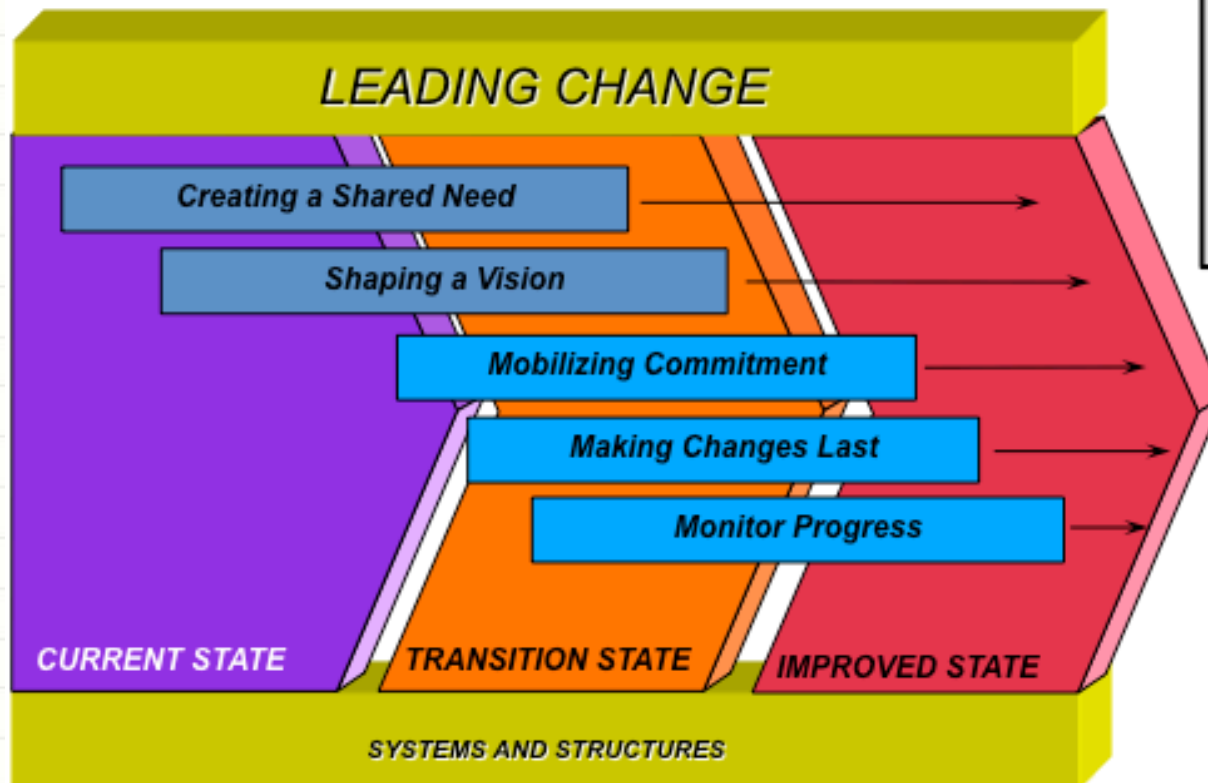 LEADING CHANGE
Creating a Shared Need
Shaping a Vision
Mobilizing Commitment
Making Changes Last
Monitor Progress
CURRENT STATE
TRANSITION STATE
IMPROVED STATE
SYSTEMS AND STRUCTURES